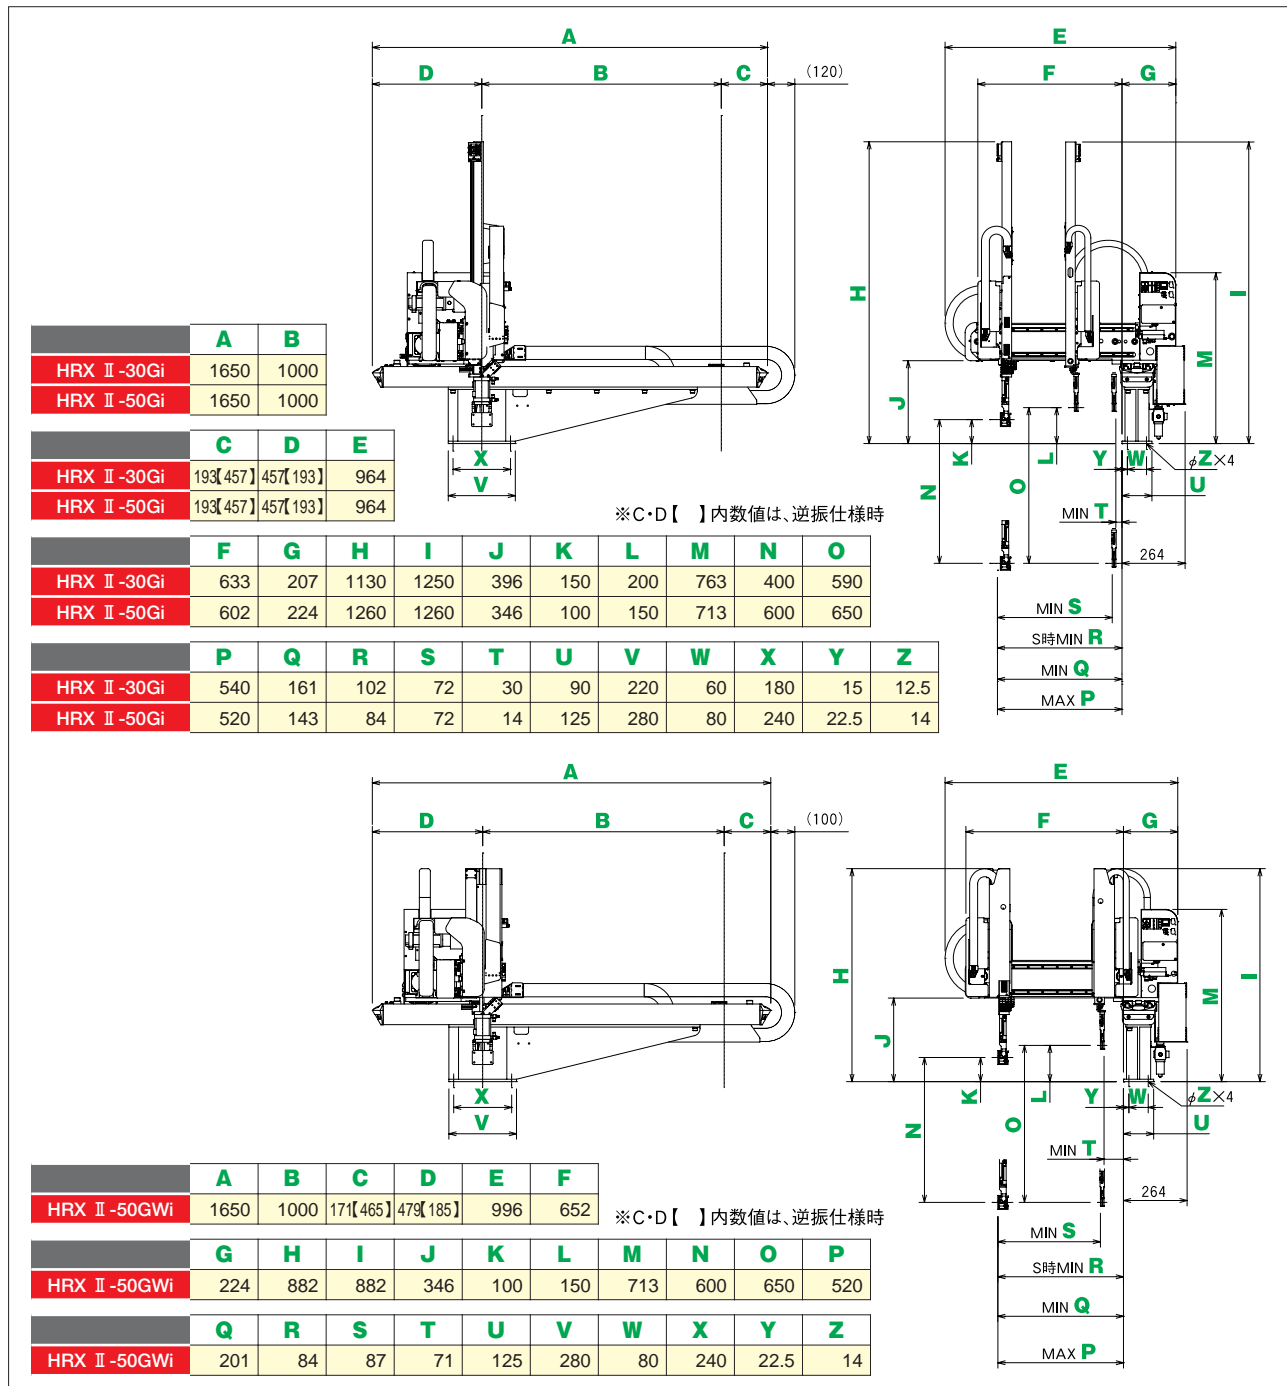 A
D B C (120)
E
F G
H
I
J
K
L
M
N
O
X
V
Y W φZ×4
U
MIN T
264
MIN S
S時MIN R
MIN Q
MAX P
A B
HRX Ⅱ-30Gi 1650 1000
HRX Ⅱ-50Gi 1650 1000
C D E
HRX Ⅱ-30Gi 193【457】 457【193】 964
HRX Ⅱ-50Gi 193【457】 457【193】 964
※C・D【 】内数値は、逆振仕様時
F G H I J K L M N O
HRX Ⅱ-30Gi 633 207 1130 1250 396 150 200 763 400 590
HRX Ⅱ-50Gi 602 224 1260 1260 346 100 150 713 600 650
P Q R S T U V W X Y Z
HRX Ⅱ-30Gi 540 161 102 72 30 90 220 60 180 15 12.5
HRX Ⅱ-50Gi 520 143 84 72 14 125 280 80 240 22.5 14
A
D B C (100)
E
F G
H
I
J
K
L
M
N
O
X
V
Y W φZ×4
U
MIN T
264
MIN S
S時MIN R
MIN Q
MAX P
A B C D E F
HRX Ⅱ-50GWi 1650 1000 171【465】 479【185】 996 652
※C・D【 】内数値は、逆振仕様時
G H I J K L M N O P
HRX Ⅱ-50GWi 224 882 882 346 100 150 713 600 650 520
Q R S T U V W X Y Z
HRX Ⅱ-50GWi 201 84 87 71 125 280 80 240 22.5 14